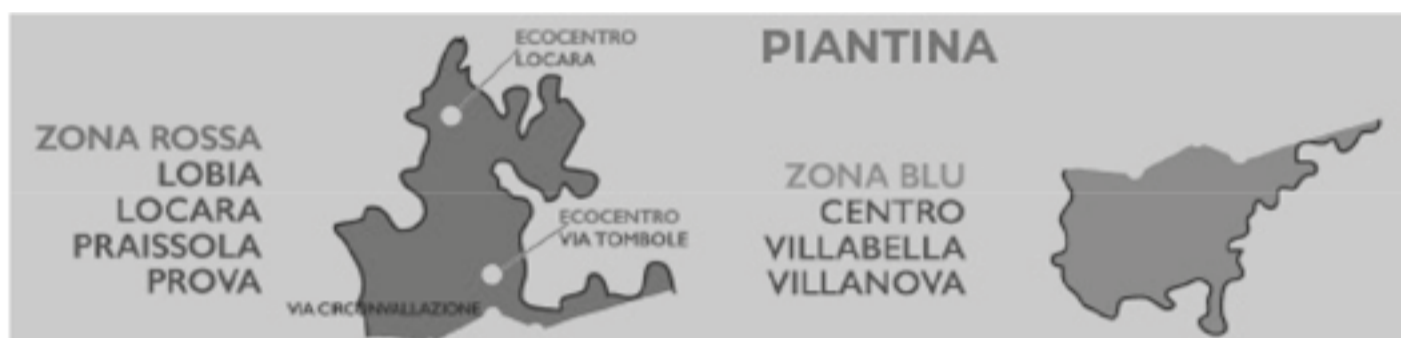 PIANTINA
ZONA ROSSA
LOBIA
LOCARA
PRAISSOLA
PROVA
ECOCENTRO
LOCARA
ECOCENTRO
VIA TOMBOLE
VIA CIRCONVALLAZIONE
ZONA BLU
CENTRO
VILLABELLA
VILLANOVA